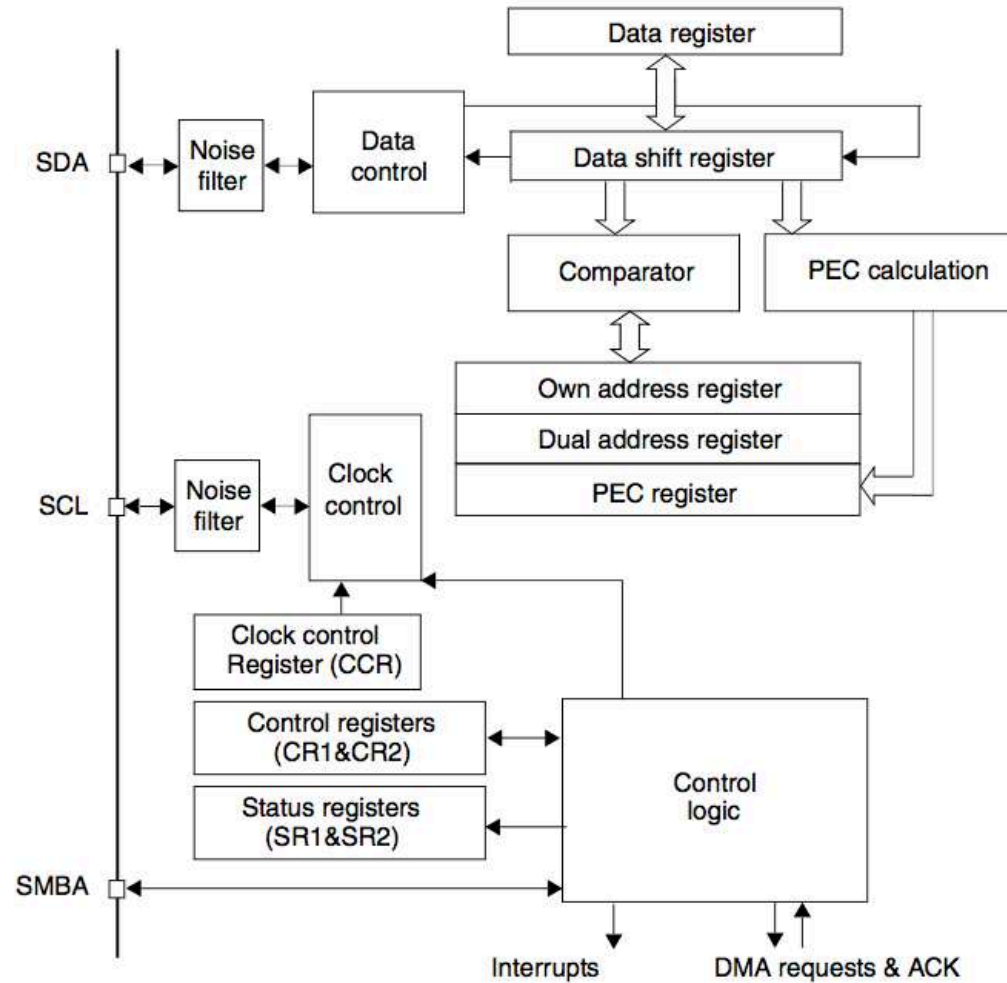 Data register
SDA
Noise
filter
Data
control
Data shift register
Comparator
PEC calculation
Own address register
Dual address register
PEC register
SCL
Noise
filter
Clock
control
Clock control
Register (CCR)
Control registers
(CR1&CR2)
Status registers
(SR1&SR2)
Control
logic
SMBA
Interrupts
DMA requests & ACK